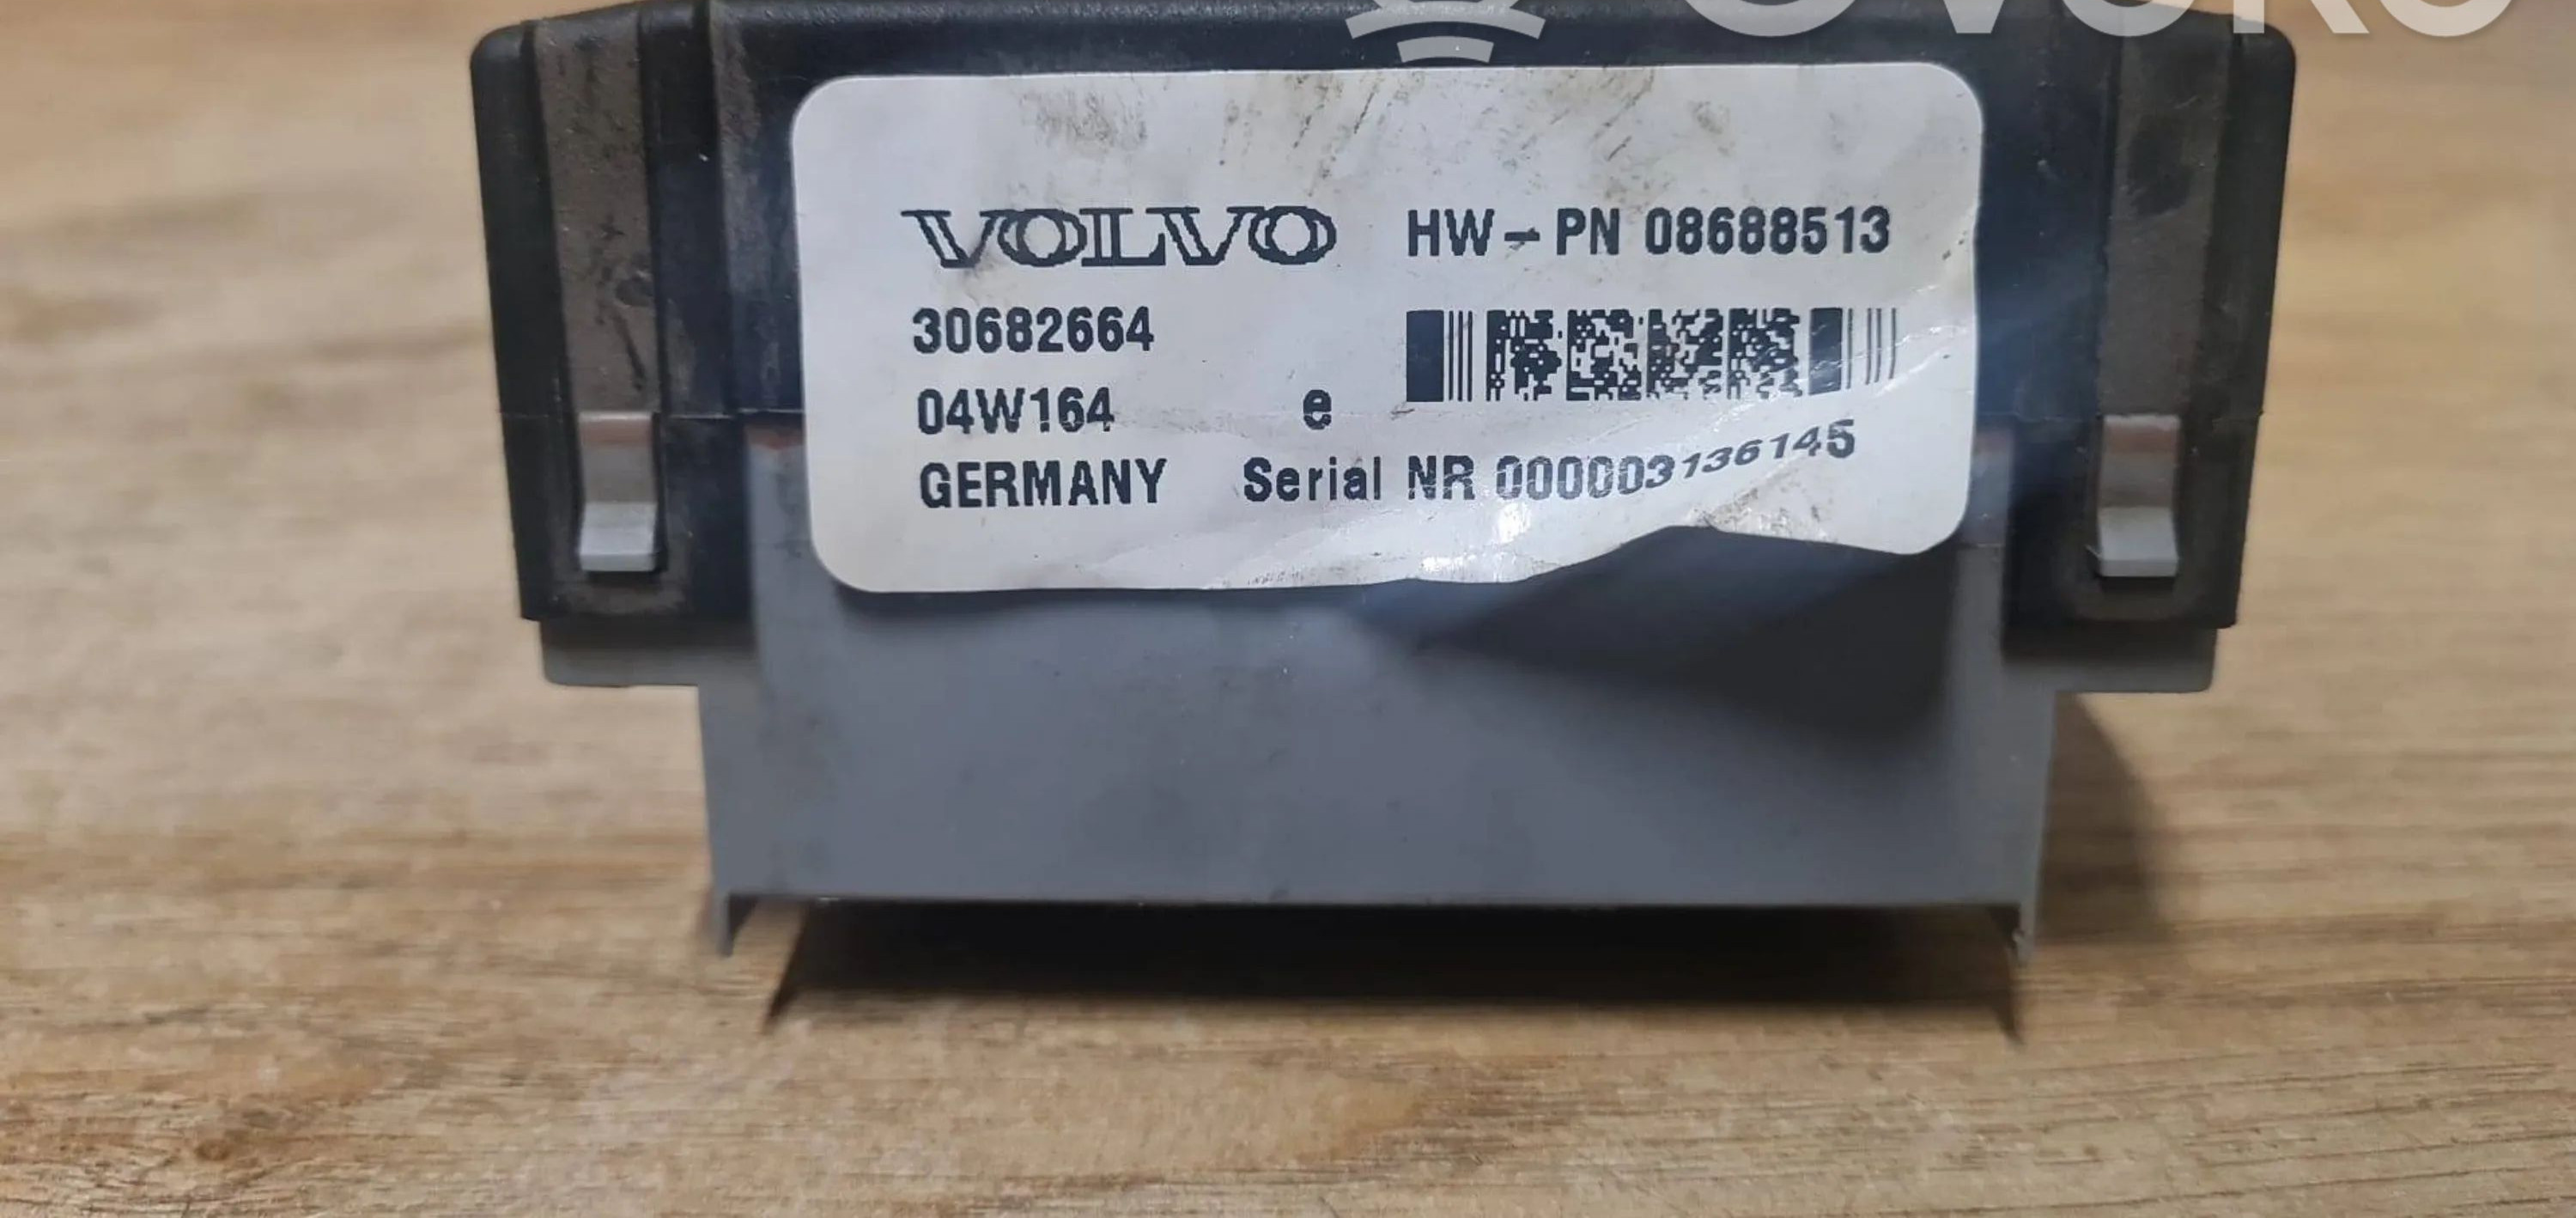 VOLVO HW-PN 08688513
30682664
04W164 e
GERMANY Serial NR 000003136145